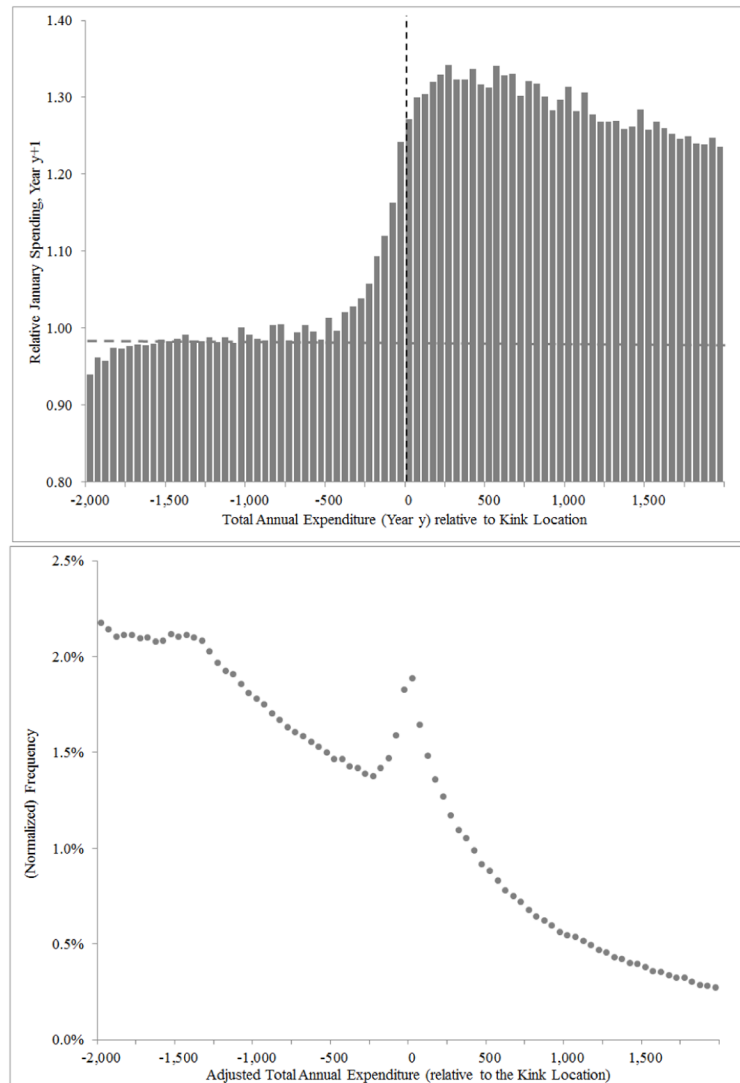 1.40
1.30
1.20
1.10
1.00
0.90
0.80
Relative January Spending, Year y+1
-2,000 -1,500 -1,000 -500 0 500 1,000 1,500
Total Annual Expenditure (Year y) relative to Kink Location
2.5%
2.0%
1.5%
1.0%
0.5%
0.0%
(Normalized) Frequency
-2,000 -1,500 -1,000 -500 0 500 1,000 1,500
Adjusted Total Annual Expenditure (relative to the Kink Location)